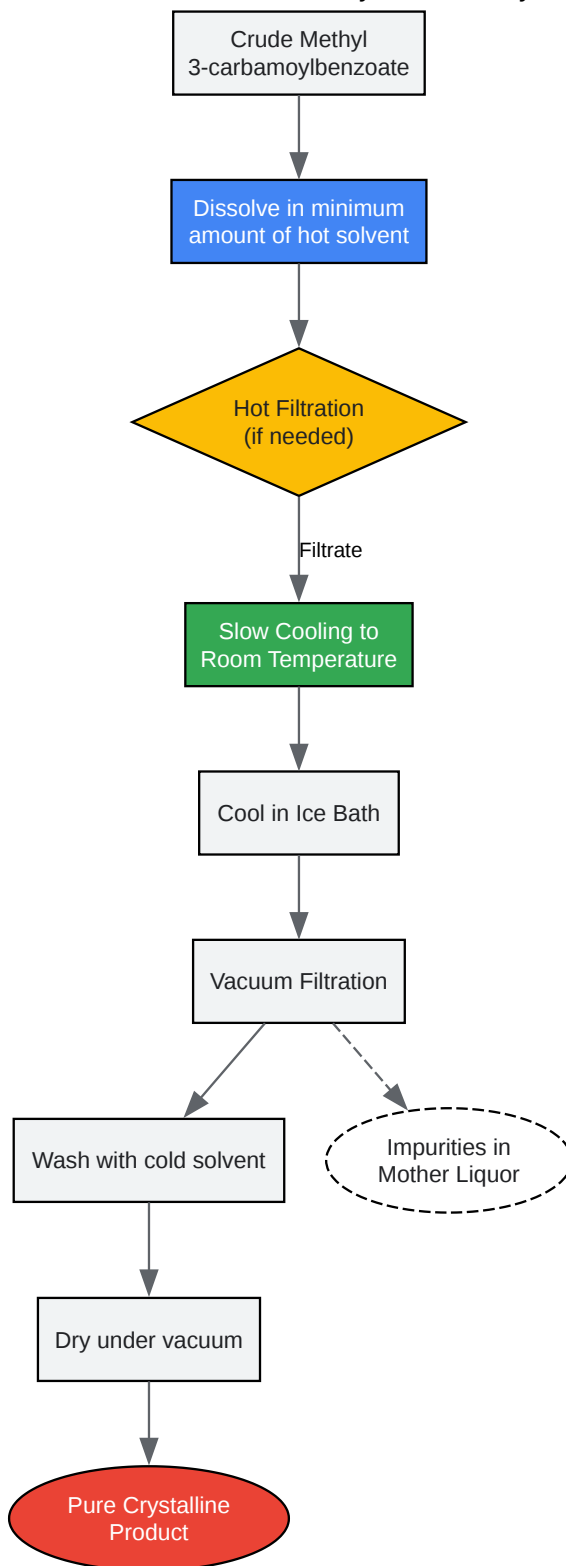 Crude Methyl
3-carbamoylbenzoate
Dissolve in minimum
amount of hot solvent
Hot Filtration
(if needed)
Filtrate
Slow Cooling to
Room Temperature
Cool in Ice Bath
Vacuum Filtration
Wash with cold solvent
Impurities in
Mother Liquor
Dry under vacuum
Pure Crystalline
Product